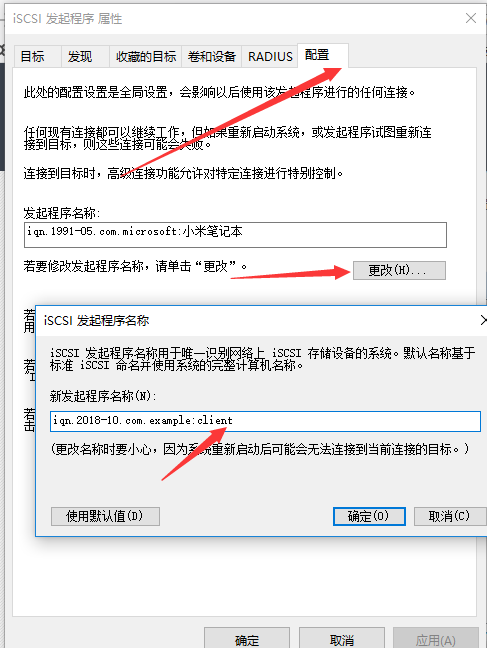 iSCSI 发起程序 属性
目标
发现
收藏的目标
卷和设备
RADIUS
配置
此处的配置设置是全局设置，会影响以后使用该发起程序进行的任何连接。
任何现有连接都可以继续工作，但如果重新启动系统，或发起程序试图重新连
接到目标，则这些连接可能会失败。
连接到目标时，高级连接功能允许对特定连接进行特别控制。
发起程序名称:
iqn.1991-05.com.microsoft:小米笔记本
若要修改发起程序名称，请单击“更改”。
更改(H)...
若
用
若
若
击
iSCSI 发起程序名称
iSCSI 发起程序名称用于唯一识别网络上 iSCSI 存储设备的系统。默认名称基于
标准 iSCSI 命名并使用系统的完整计算机名称。
新发起程序名称(N):
iqn.2018-10.com.example:client
(更改名称时要小心，因为系统重新启动后可能会无法连接到当前连接的目标。)
使用默认值(D)
确定(O)
取消(C)
确定
取消
应用(A)